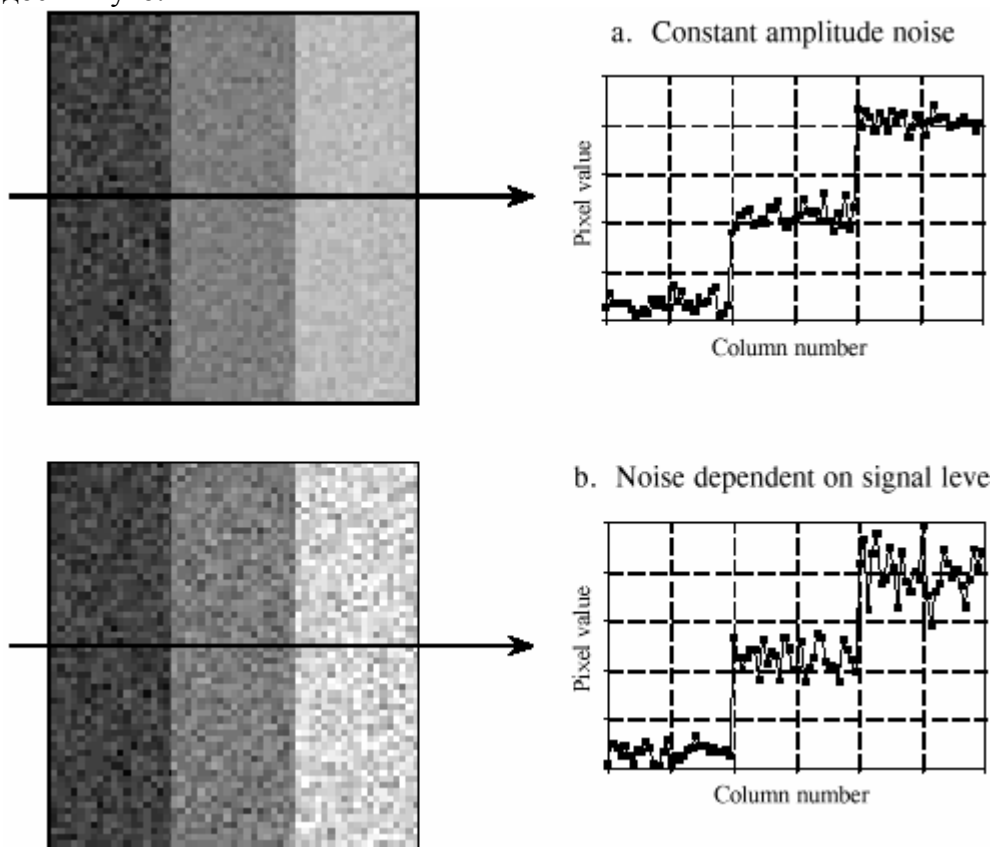 a. Constant amplitude noise
Pixel value
Column number
b. Noise dependent on signal leve
Pixel value
Column number